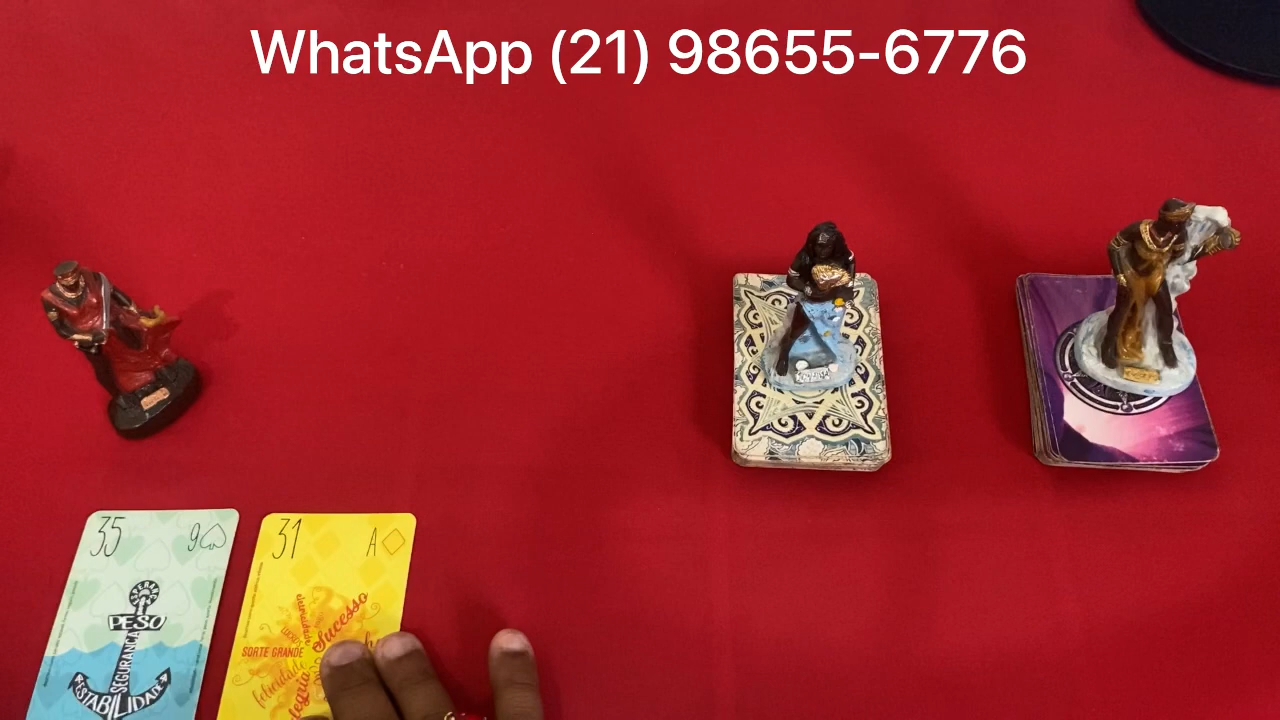 WhatsApp (21) 98655-6776
35 9
PESO
SEGURANÇA
ESTABILIDADE
31 A
Sucesso
SORTE GRANDE
felicidade